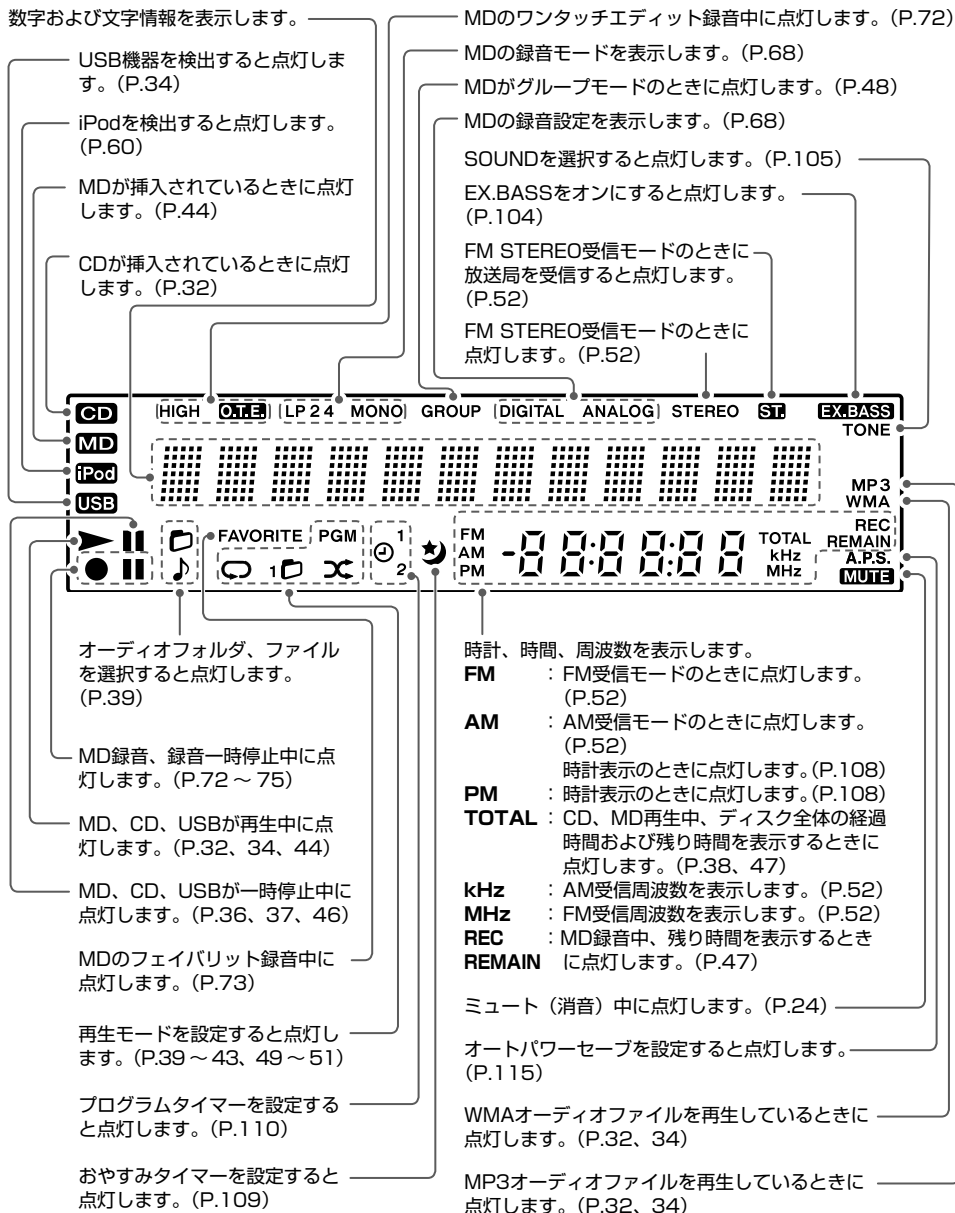 数字および文字情報を表示します。
USB機器を検出すると点灯しま
す。(P.34)
iPodを検出すると点灯します。
(P.60)
MDが挿入されているときに点灯
します。(P.44)
CDが挿入されているときに点灯
します。(P.32)
MDのワンタッチエディット録音中に点灯します。(P.72)
MDの録音モードを表示します。(P.68)
MDがグループモードのときに点灯します。(P.48)
MDの録音設定を表示します。(P.68)
SOUNDを選択すると点灯します。(P.105)
EX.BASSをオンにすると点灯します。
(P.104)
FM STEREO受信モードのときに
放送局を受信すると点灯します。
(P.52)
FM STEREO受信モードのときに
点灯します。(P.52)
CD HIGH O.T.E. LP 2 4 MONO GROUP DIGITAL ANALOG STEREO ST. EX.BASS
TONE
MD
iPod
USB
MP3
WMA
FAVORITE PGM 1 FM TOTAL REC
AM kHz REMAIN
1 2 PM MHz A.P.S.
-88:88:88
MUTE
オーディオフォルダ、ファイル
を選択すると点灯します。
(P.39)
MD録音、録音一時停止中に点
灯します。(P.72 ~ 75)
MD、CD、USBが再生中に点
灯します。(P.32、34、44)
MD、CD、USBが一時停止中に
点灯します。(P.36、37、46)
MDのフェイバリット録音中に
点灯します。(P.73)
再生モードを設定すると点灯し
ます。(P.39 ~ 43、49 ~ 51)
プログラムタイマーを設定する
と点灯します。(P.110)
おやすみタイマーを設定すると
点灯します。(P.109)
時計、時間、周波数を表示します。
FM :FM受信モードのときに点灯します。
(P.52)
AM :AM受信モードのときに点灯します。
(P.52)
時計表示のときに点灯します。(P.108)
PM :時計表示のときに点灯します。(P.108)
TOTAL :CD、MD再生中、ディスク全体の経過
時間および残り時間を表示するときに
点灯します。(P.38、47)
kHz :AM受信周波数を表示します。(P.52)
MHz :FM受信周波数を表示します。(P.52)
REC :MD録音中、残り時間を表示するとき
REMAIN に点灯します。(P.47)
ミュート(消音)中に点灯します。(P.24)
オートパワーセーブを設定すると点灯します。
(P.115)
WMAオーディオファイルを再生しているときに
点灯します。(P.32、34)
MP3オーディオファイルを再生しているときに
点灯します。(P.32、34)